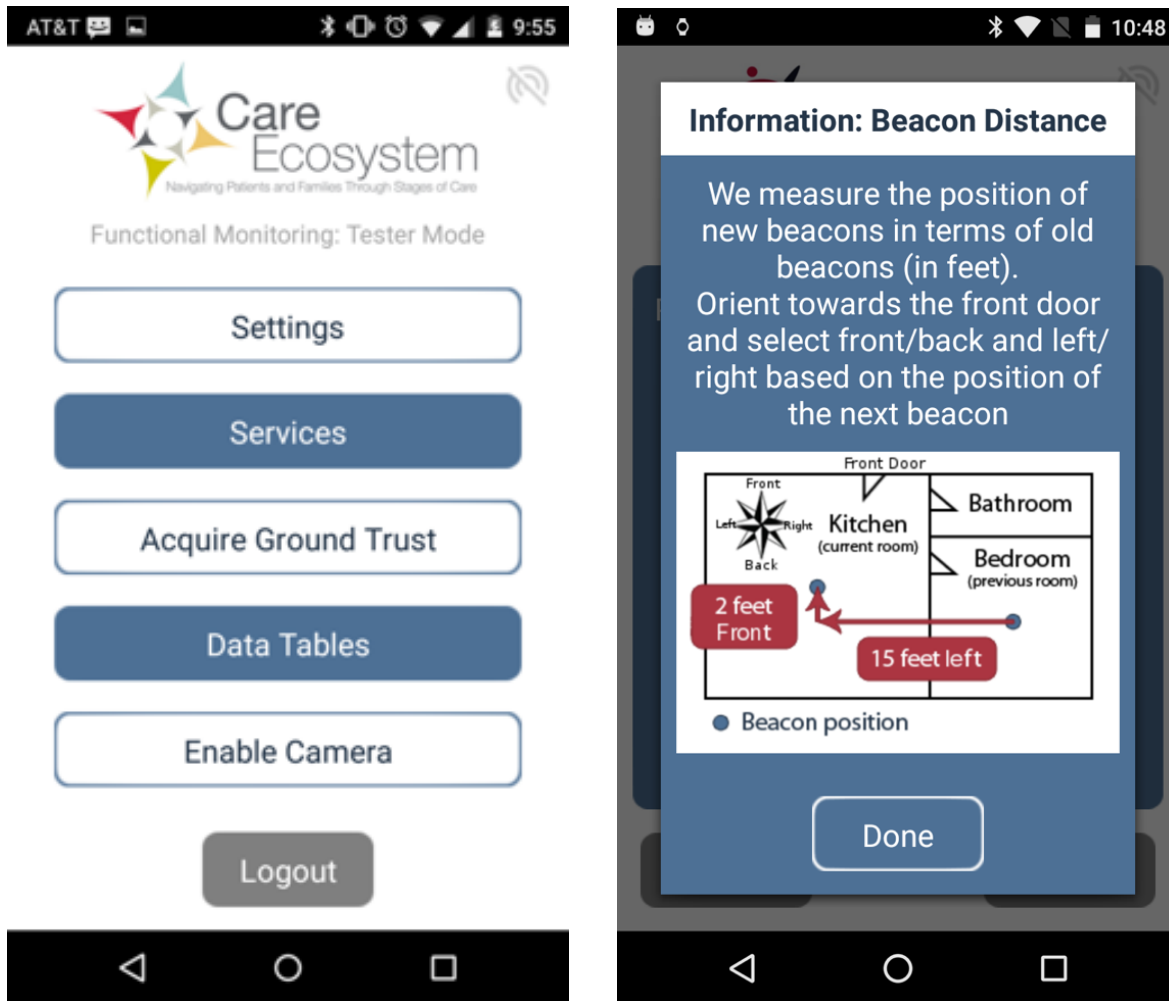 AT&T
9:55
Care
Ecosystem
Navigating Patients and Families Through Stages of Care
Functional Monitoring: Tester Mode
Settings
Services
Acquire Ground Trust
Data Tables
Enable Camera
Logout
10:48
Information: Beacon Distance
We measure the position of
new beacons in terms of old
beacons (in feet).
Orient towards the front door
and select front/back and left/
right based on the position of
the next beacon
Front Door
Front
Left
Right
Back
Kitchen
(current room)
Bathroom
Bedroom
(previous room)
2 feet
Front
15 feet left
Beacon position
Done